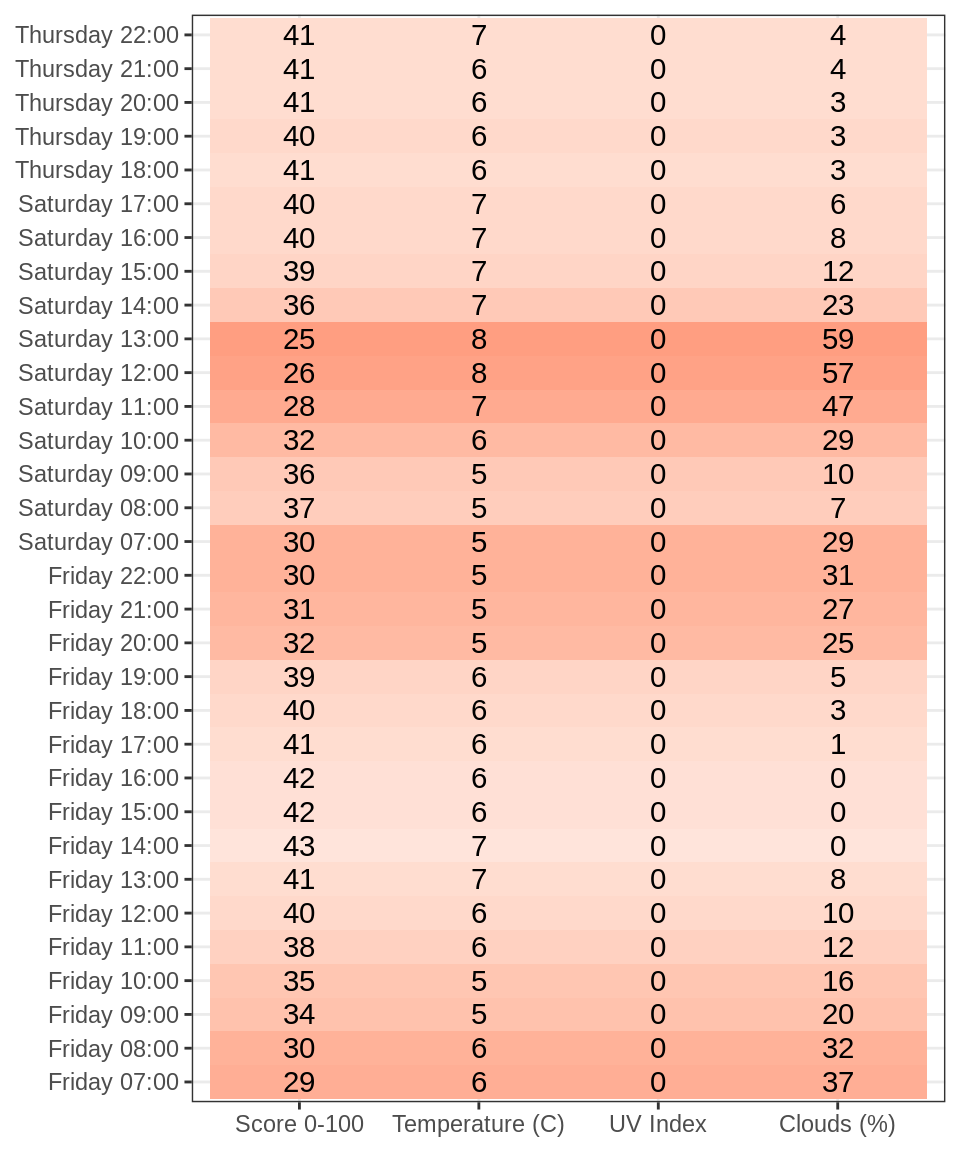 Thursday 22:00 41 7 0 4
Thursday 21:00 41 6 0 4
Thursday 20:00 41 6 0 3
Thursday 19:00 40 6 0 3
Thursday 18:00 41 6 0 3
Saturday 17:00 40 7 0 6
Saturday 16:00 40 7 0 8
Saturday 15:00 39 7 0 12
Saturday 14:00 36 7 0 23
Saturday 13:00 25 8 0 59
Saturday 12:00 26 8 0 57
Saturday 11:00 28 7 0 47
Saturday 10:00 32 6 0 29
Saturday 09:00 36 5 0 10
Saturday 08:00 37 5 0 7
Saturday 07:00 30 5 0 29
Friday 22:00 30 5 0 31
Friday 21:00 31 5 0 27
Friday 20:00 32 5 0 25
Friday 19:00 39 6 0 5
Friday 18:00 40 6 0 3
Friday 17:00 41 6 0 1
Friday 16:00 42 6 0 0
Friday 15:00 42 6 0 0
Friday 14:00 43 7 0 0
Friday 13:00 41 7 0 8
Friday 12:00 40 6 0 10
Friday 11:00 38 6 0 12
Friday 10:00 35 5 0 16
Friday 09:00 34 5 0 20
Friday 08:00 30 6 0 32
Friday 07:00 29 6 0 37
Score 0-100 Temperature (C) UV Index Clouds (%)